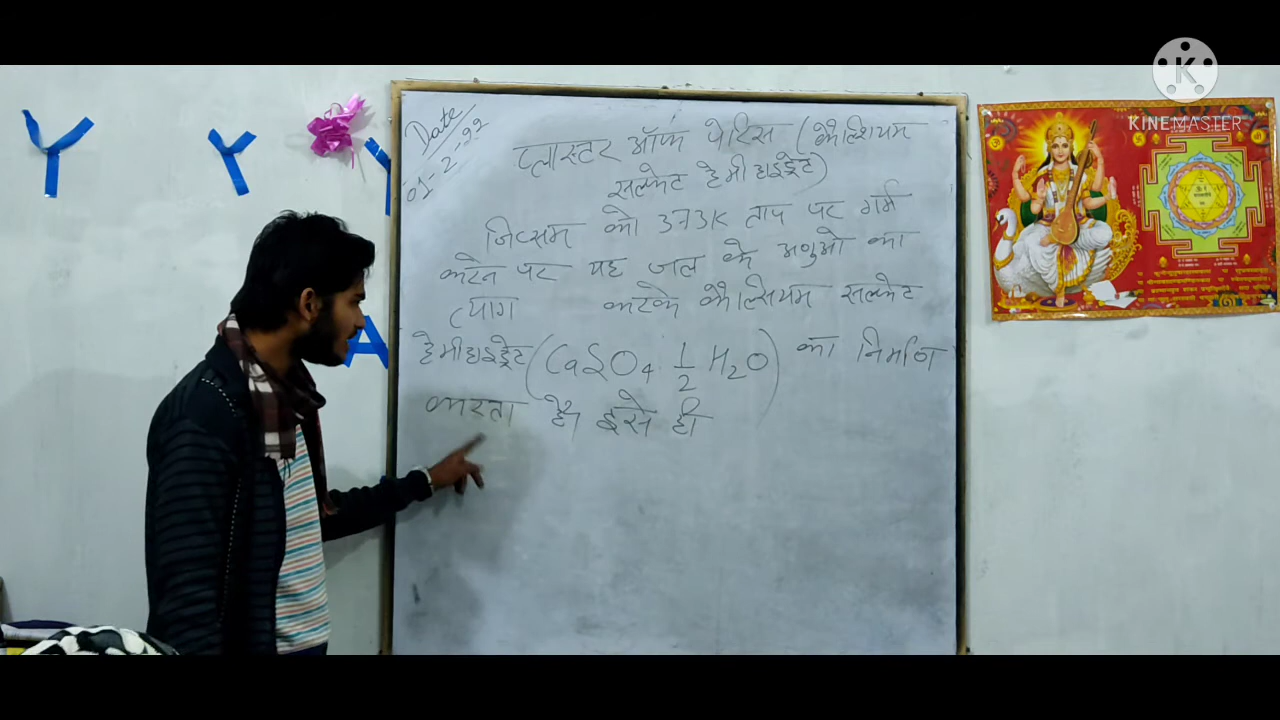 Date
01-2-22
प्लास्टर ऑफ पेरिस (कैल्शियम
सल्फेट हेमीहाइड्रेट)
जिप्सम को 373K ताप पर गर्म
करने पर यह जल के अणुओ का
त्याग करके कैल्सियम सल्फेट
हेमीहाइड्रेट (CaSO4 1/2 H2O) का निर्माण
करता है इसे ही
KINEMASTER
Y Y Y
A